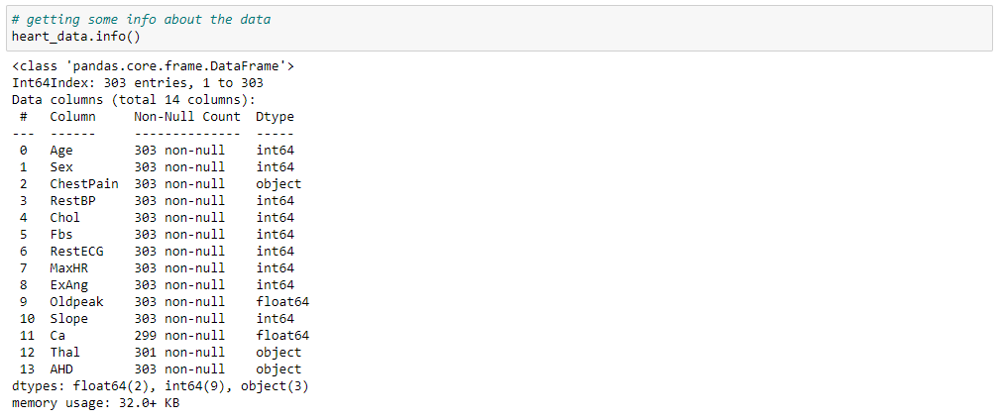 # getting some info about the data
heart_data.info()
<class 'pandas.core.frame.DataFrame'>
Int64Index: 303 entries, 1 to 303
Data columns (total 14 columns):
 #   Column     Non-Null Count  Dtype
---  ------     --------------  -----
 0   Age        303 non-null    int64
 1   Sex        303 non-null    int64
 2   ChestPain  303 non-null    object
 3   RestBP     303 non-null    int64
 4   Chol       303 non-null    int64
 5   Fbs        303 non-null    int64
 6   RestECG    303 non-null    int64
 7   MaxHR      303 non-null    int64
 8   ExAng      303 non-null    int64
 9   Oldpeak    303 non-null    float64
 10  Slope      303 non-null    int64
 11  Ca         299 non-null    float64
 12  Thal       301 non-null    object
 13  AHD        303 non-null    object
dtypes: float64(2), int64(9), object(3)
memory usage: 32.0+ KB